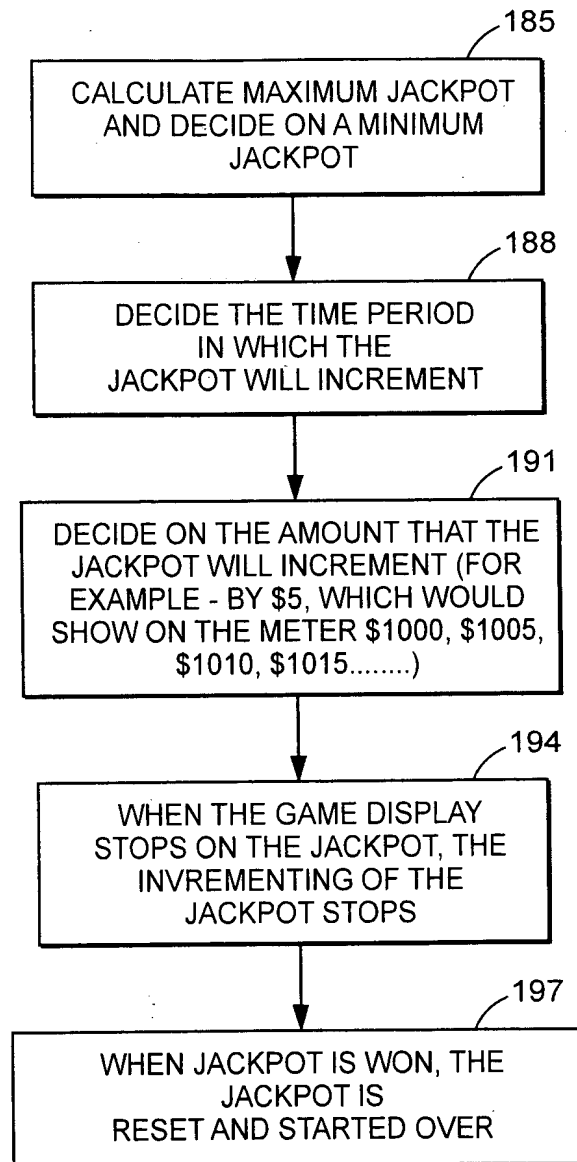 185
CALCULATE MAXIMUM JACKPOT
AND DECIDE ON A MINIMUM
JACKPOT
188
DECIDE THE TIME PERIOD
IN WHICH THE
JACKPOT WILL INCREMENT
191
DECIDE ON THE AMOUNT THAT THE
JACKPOT WILL INCREMENT (FOR
EXAMPLE - BY $5, WHICH WOULD
SHOW ON THE METER $1000, $1005,
$1010, $1015........)
194
WHEN THE GAME DISPLAY
STOPS ON THE JACKPOT, THE
INVREMENTING OF THE
JACKPOT STOPS
197
WHEN JACKPOT IS WON, THE
JACKPOT IS
RESET AND STARTED OVER